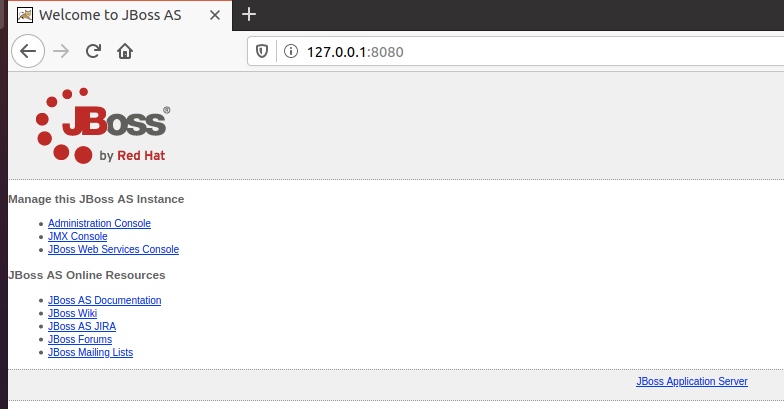 Welcome to JBoss AS
127.0.0.1:8080
JBoss®
by Red Hat
Manage this JBoss AS Instance
Administration Console
JMX Console
JBoss Web Services Console
JBoss AS Online Resources
JBoss AS Documentation
JBoss Wiki
JBoss AS JIRA
JBoss Forums
JBoss Mailing Lists
JBoss Application Server